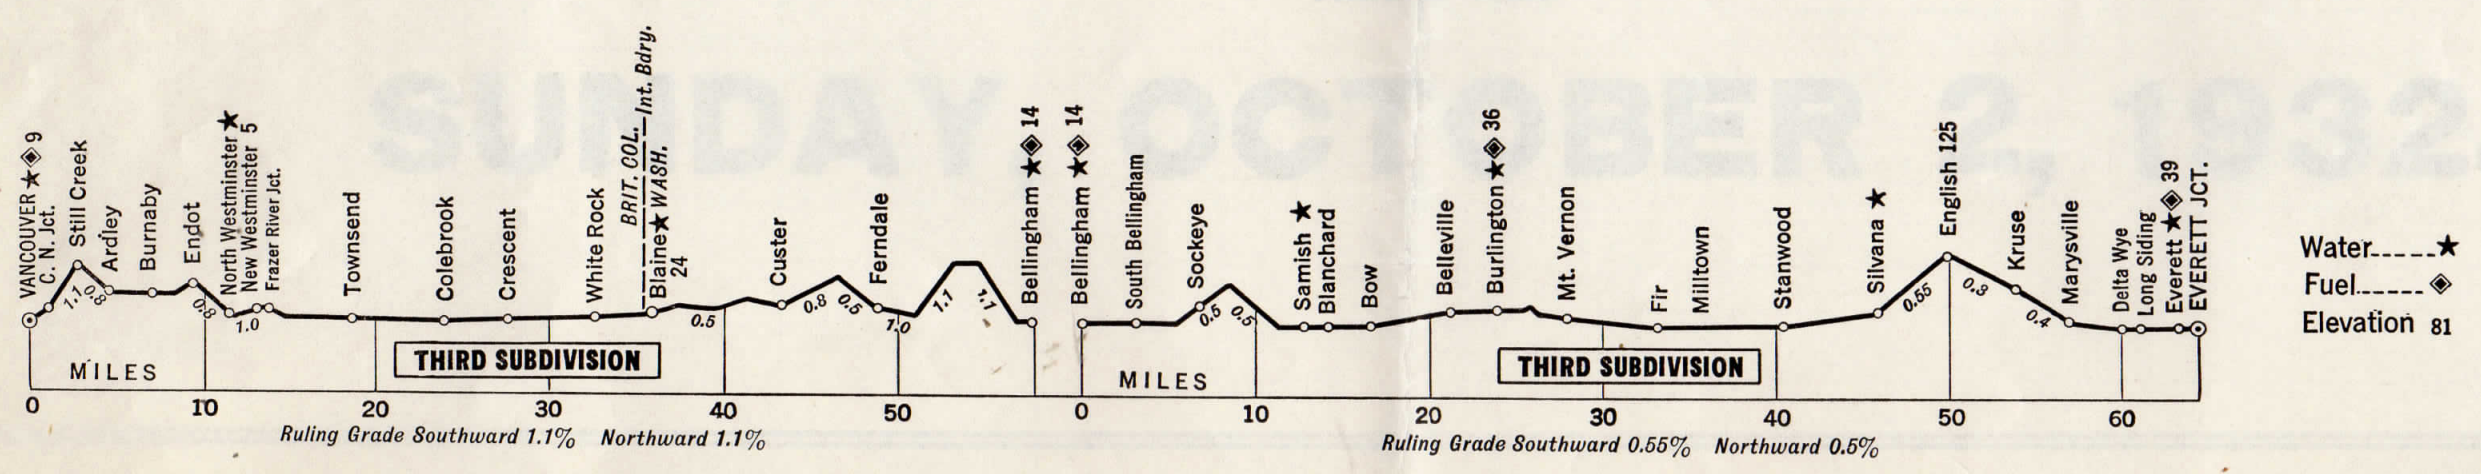 SUNDAY, OCTOBER 2, 1932
VANCOUVER ★◈ 9
C. N. Jct.
Still Creek
Ardley
Burnaby
Endot
North Westminster ★
New Westminster 5
Frazer River Jct.
Townsend
Colebrook
Crescent
White Rock
BRIT. COL.
Int. Bdry.
WASH.
Blaine ★
24
Custer
Ferndale
Bellingham ★◈ 14
Bellingham ★◈ 14
South Bellingham
Sockeye
Samish ★
Blanchard
Bow
Belleville
Burlington ★◈ 36
Mt. Vernon
Fir
Milltown
Stanwood
Silvana ★
English 125
Kruse
Marysville
Delta Wye
Long Siding
Everett ★◈ 39
EVERETT JCT.
1.1 0.8 0.8 1.0 0.5 0.8 0.5 1.0 1.1 1.1
0.5 0.5 0.55 0.3 0.4
Water------★
Fuel------◈
Elevation 81
MILES
THIRD SUBDIVISION
MILES
THIRD SUBDIVISION
0 10 20 30 40 50 0 10 20 30 40 50 60
Ruling Grade Southward 1.1% Northward 1.1%
Ruling Grade Southward 0.55% Northward 0.5%